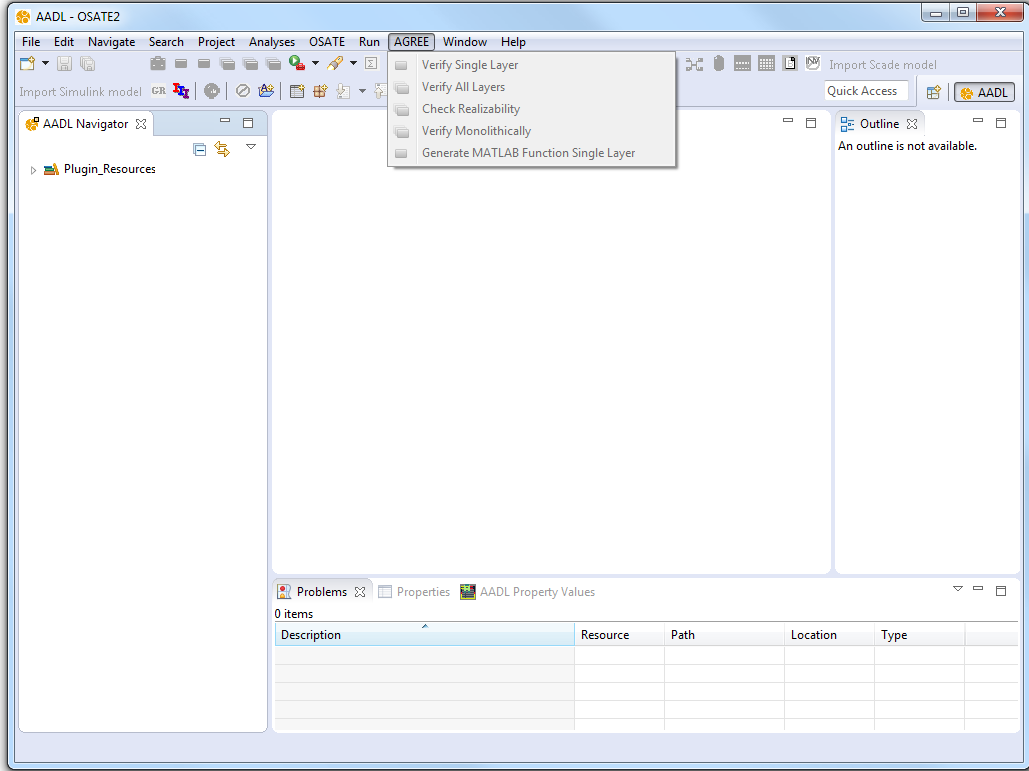 AADL - OSATE2
File Edit Navigate Search Project Analyses OSATE Run AGREE Window Help
Import Scade model
Import Simulink model GR Quick Access AADL
Verify Single Layer
Verify All Layers
Check Realizability
Verify Monolithically
Generate MATLAB Function Single Layer
AADL Navigator
Plugin_Resources
Outline
An outline is not available.
Problems Properties AADL Property Values
0 items
Description Resource Path Location Type